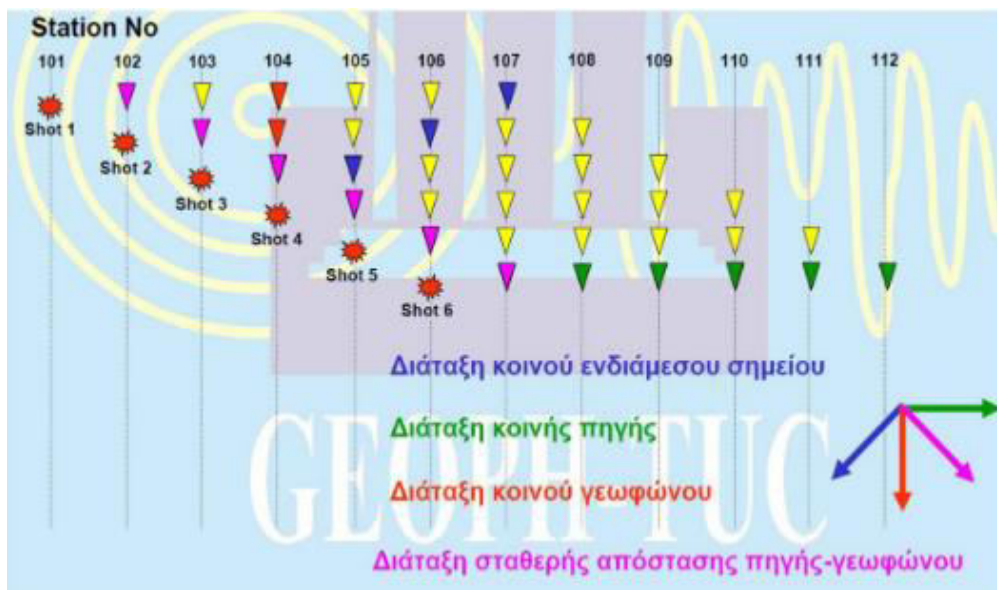 Station No
101 102 103 104 105 106 107 108 109 110 111 112
Shot 1
Shot 2
Shot 3
Shot 4
Shot 5
Shot 6
Διάταξη κοινού ενδιάμεσου σημείου
Διάταξη κοινής πηγής
Διάταξη κοινού γεωφώνου
Διάταξη σταθερής απόστασης πηγής-γεωφώνου
GEOPH-TUC